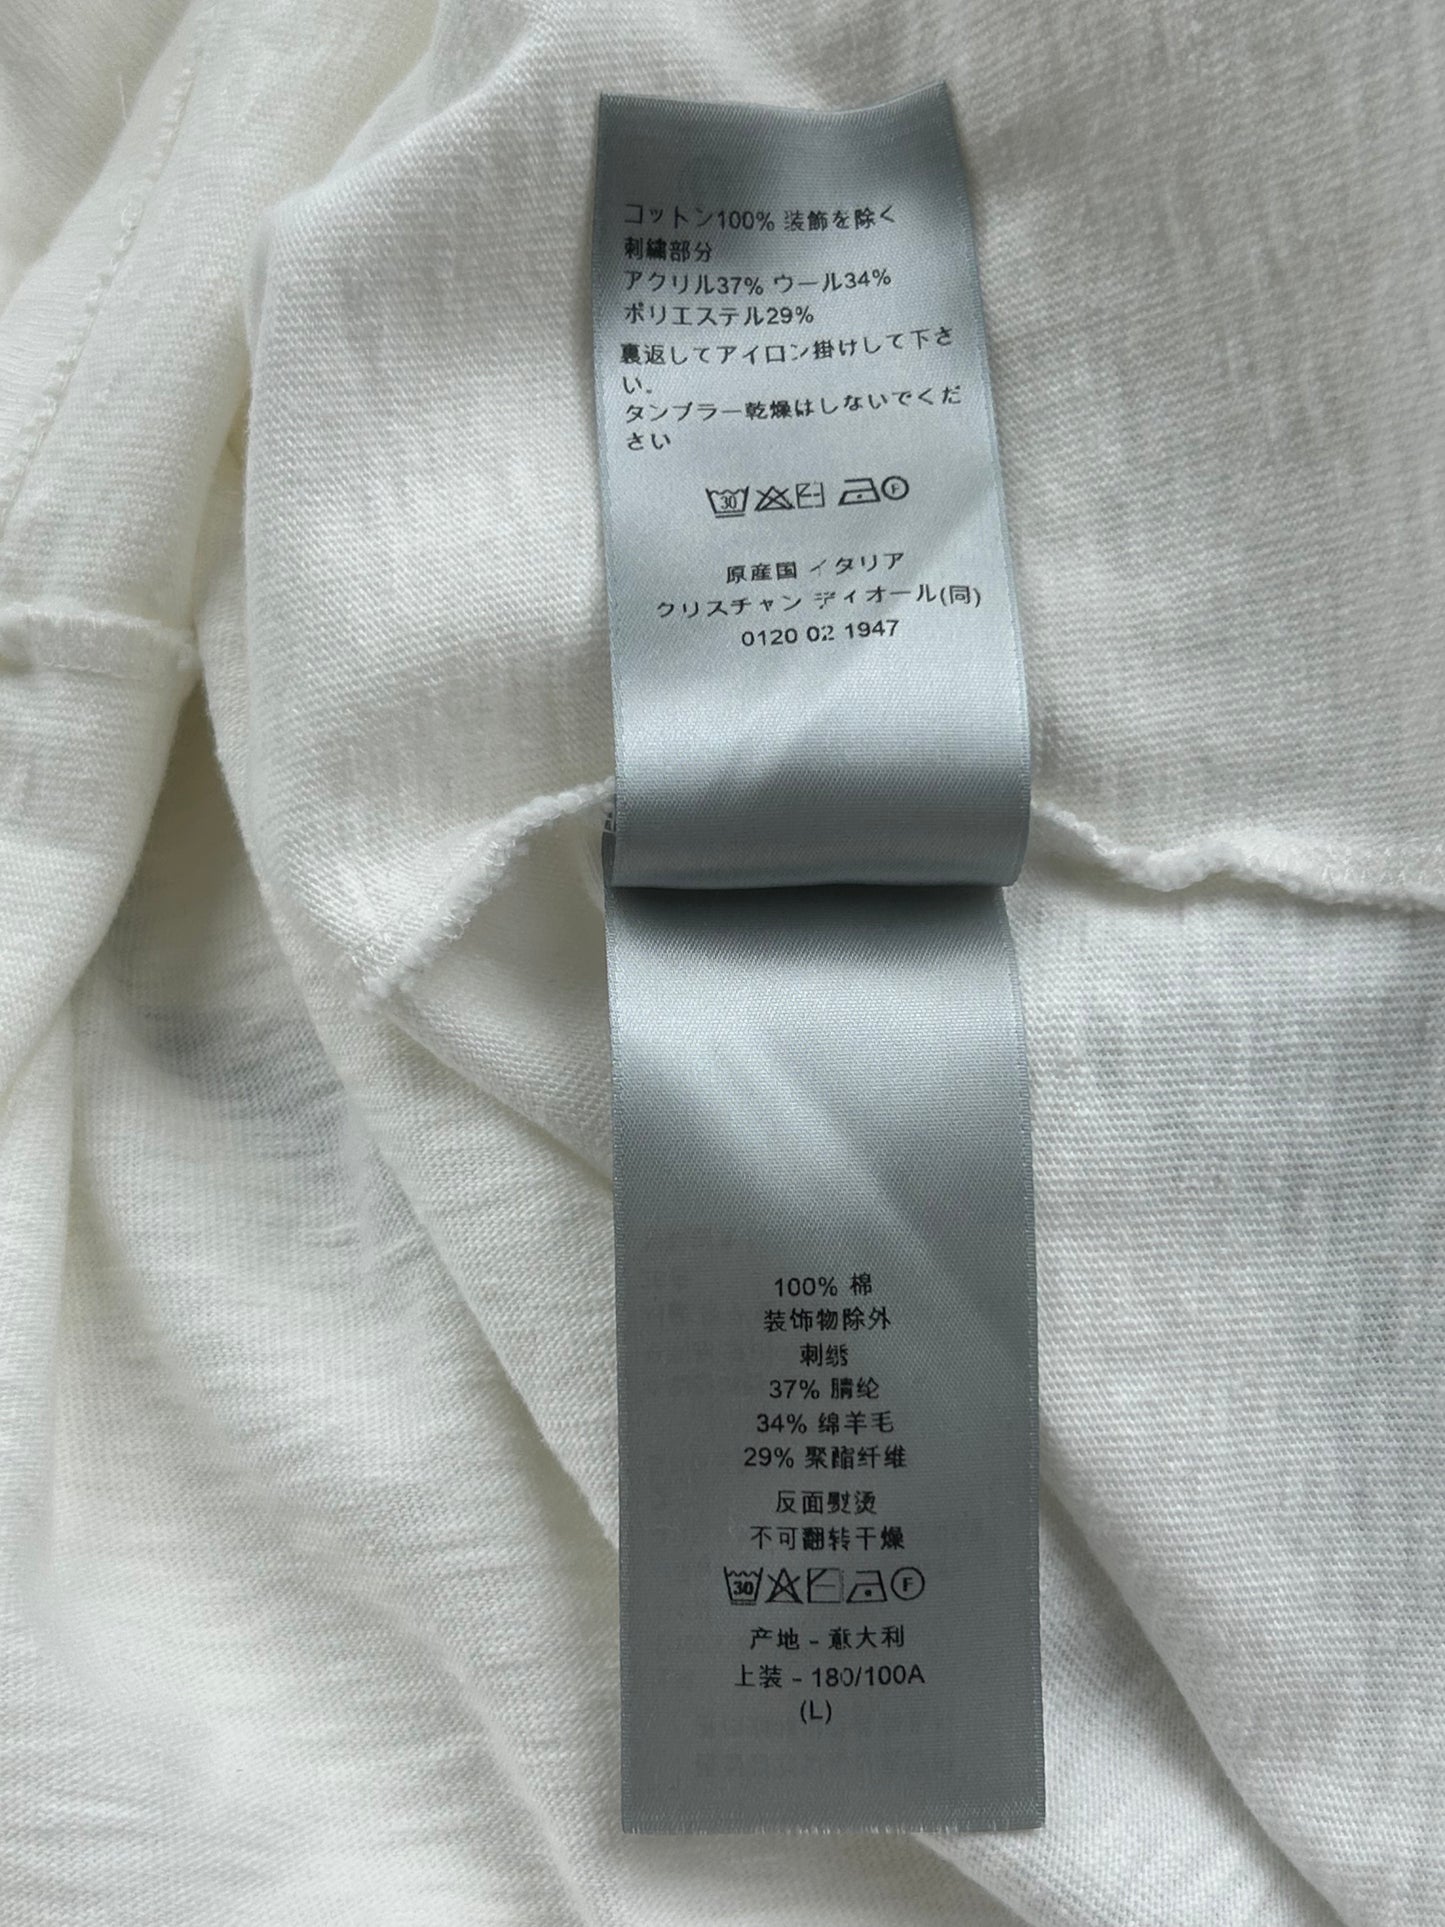 コットン100% 装飾を除く
刺繍部分
アクリル37% ウール34%
ポリエステル29%
裏返してアイロン掛けして下さ
い.
タンブラー乾燥はしないでくだ
さい
30 F
原産国 イタリア
クリスチャン ディオール(同)
0120 02 1947
100% 棉
装饰物除外
刺绣
37% 腈纶
34% 绵羊毛
29% 聚酯纤维
反面熨烫
不可翻转干燥
30 F
产地 - 意大利
上装 - 180/100A
(L)